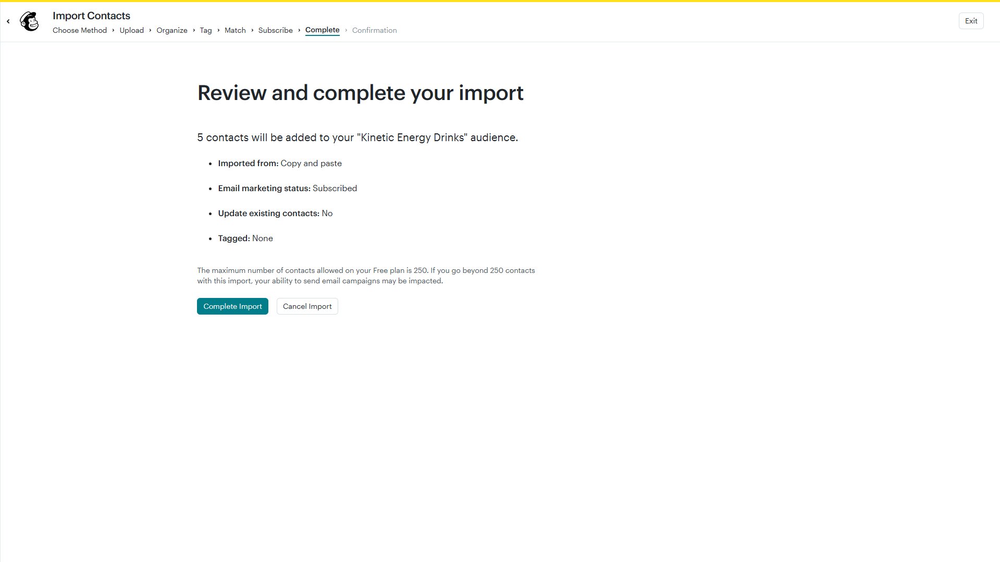 Import Contacts
Exit
Choose Method › Upload › Organize › Tag › Match › Subscribe › Complete › Confirmation
Review and complete your import
5 contacts will be added to your "Kinetic Energy Drinks" audience.
• Imported from: Copy and paste
• Email marketing status: Subscribed
• Update existing contacts: No
• Tagged: None
The maximum number of contacts allowed on your Free plan is 250. If you go beyond 250 contacts
with this import, your ability to send email campaigns may be impacted.
Complete Import Cancel Import